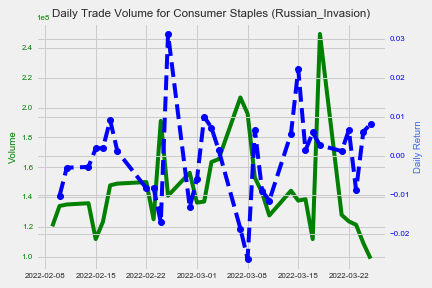 Daily Trade Volume for Consumer Staples (Russian_Invasion)
1e6
2.4
2.2
2.0
1.8
1.6
1.4
1.2
1.0
Volume
0.03
0.02
0.01
0.00
−0.01
−0.02
Daily Return
2022-02-08 2022-02-15 2022-02-22 2022-03-01 2022-03-08 2022-03-15 2022-03-22